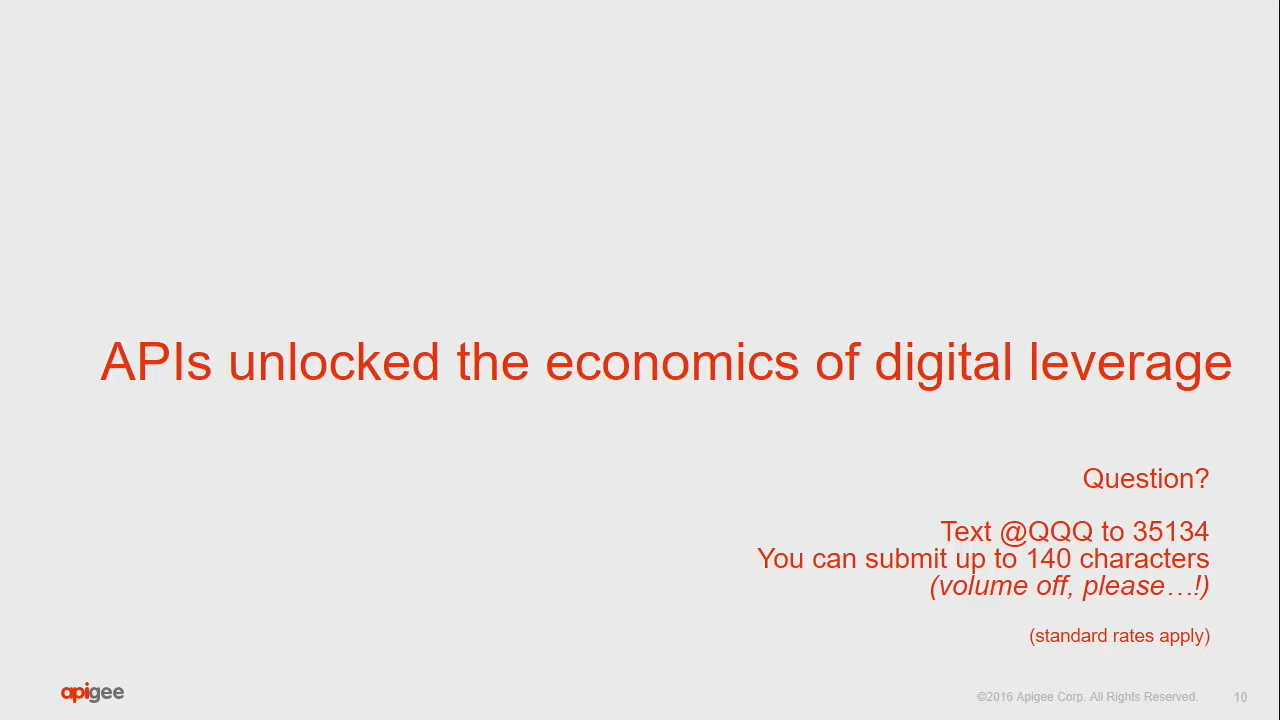 APIs unlocked the economics of digital leverage
Question?
Text @QQQ to 35134
You can submit up to 140 characters
(volume off, please…!)
(standard rates apply)
apigee
©2016 Apigee Corp. All Rights Reserved.
10